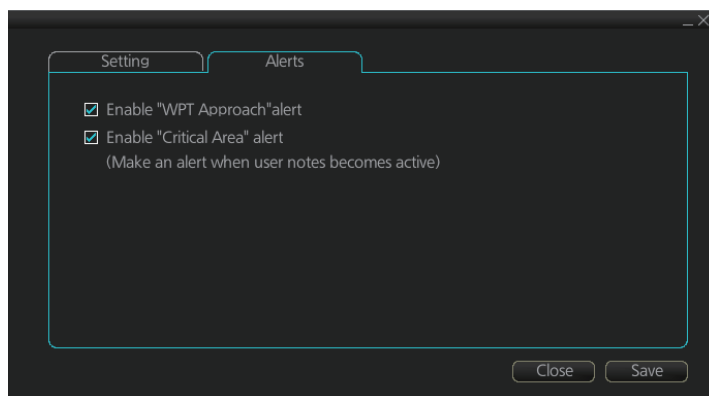 Setting Alerts
Enable "WPT Approach"alert
Enable "Critical Area" alert
(Make an alert when user notes becomes active)
Close Save